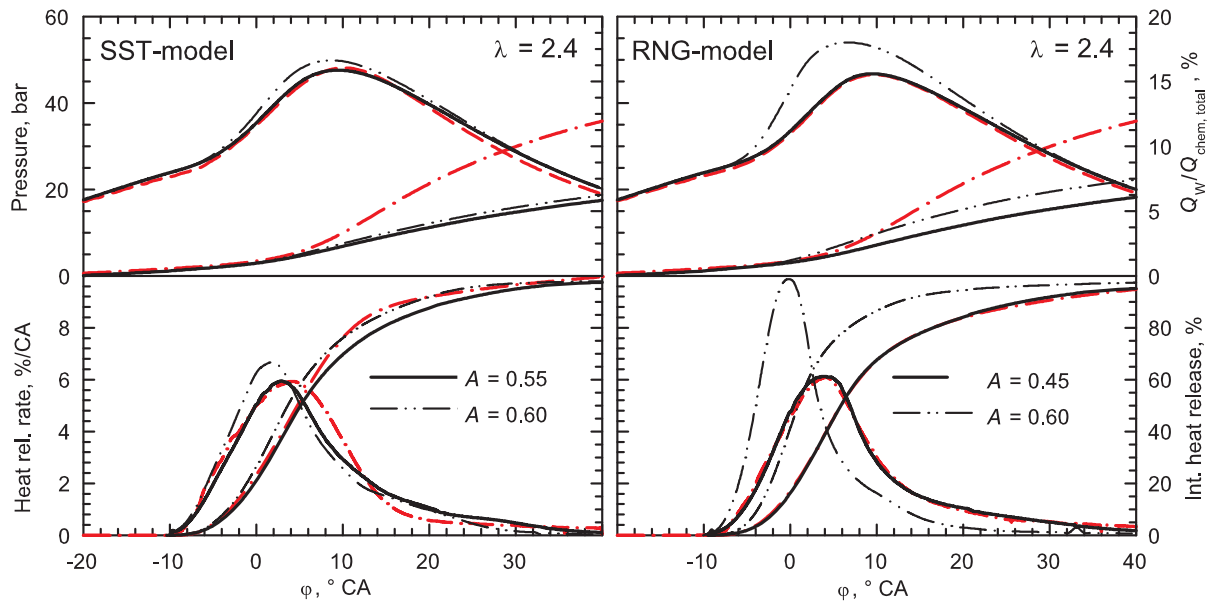 SST-model
λ = 2.4
RNG-model
λ = 2.4
Pressure, bar
60
40
20
0
20
15
10
5
0
Q_W/Q_chem, total, %
Heat rel. rate, %/CA
8
6
4
2
0
A = 0.55
A = 0.60
A = 0.45
A = 0.60
80
60
40
20
0
Int. heat release, %
-20 -10 0 10 20 30
-10 0 10 20 30 40
φ, ° CA
φ, ° CA